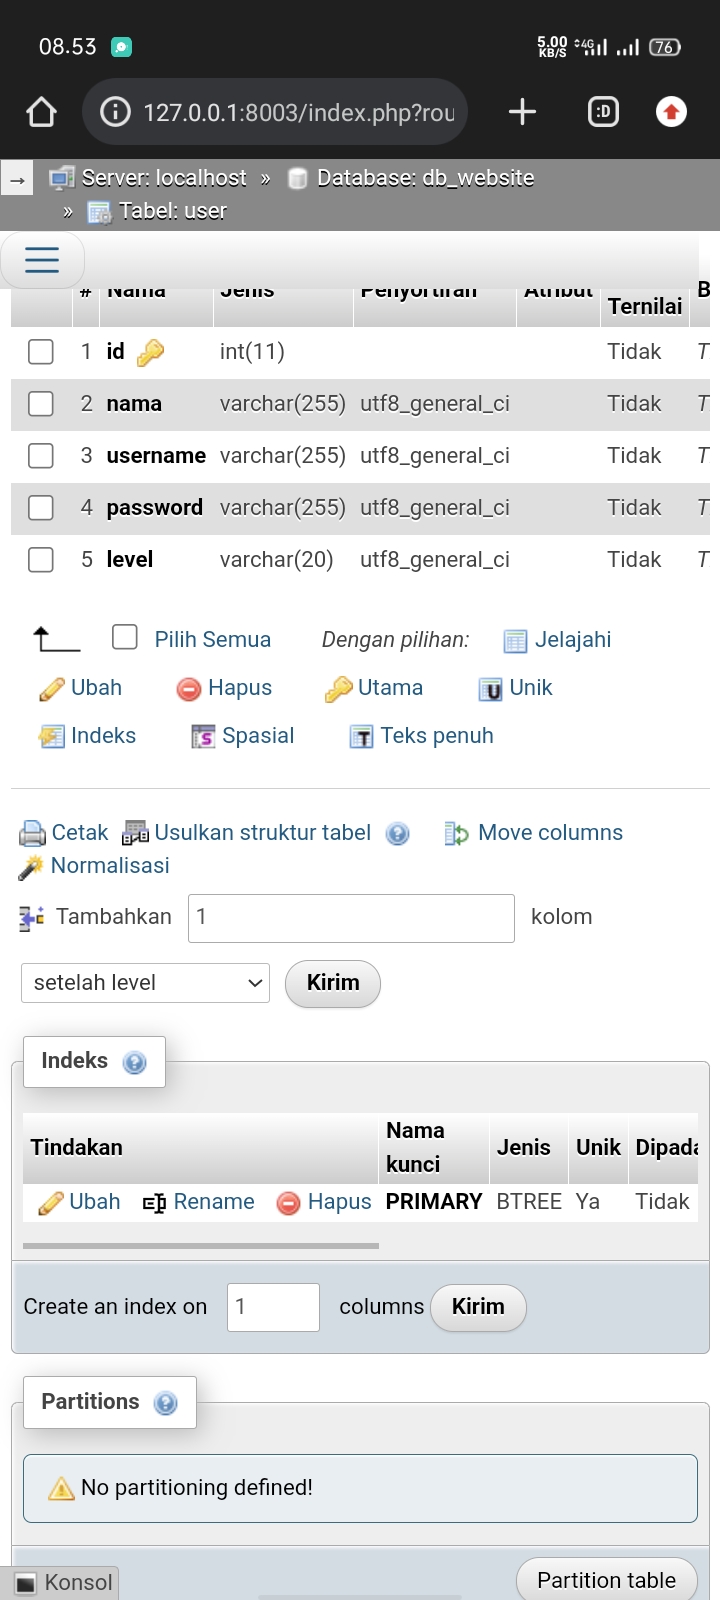 08.53
5.00 KB/S 4G 76
127.0.0.1:8003/index.php?rou
:D
Server: localhost » Database: db_website
» Tabel: user
# Nama Jenis Penyortiran Atribut Ternilai B
1 id int(11) Tidak T
2 nama varchar(255) utf8_general_ci Tidak T
3 username varchar(255) utf8_general_ci Tidak T
4 password varchar(255) utf8_general_ci Tidak T
5 level varchar(20) utf8_general_ci Tidak T
Pilih Semua Dengan pilihan: Jelajahi
Ubah Hapus Utama Unik
Indeks Spasial Teks penuh
Cetak Usulkan struktur tabel Move columns
Normalisasi
Tambahkan 1 kolom
setelah level Kirim
Indeks
Tindakan Nama kunci Jenis Unik Dipada
Ubah Rename Hapus PRIMARY BTREE Ya Tidak
Create an index on 1 columns Kirim
Partitions
No partitioning defined!
Konsol Partition table